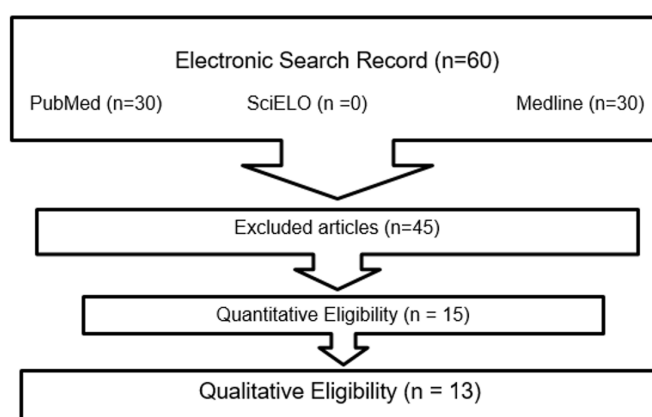 Electronic Search Record (n=60)
PubMed (n=30) SciELO (n =0) Medline (n=30)
Excluded articles (n=45)
Quantitative Eligibility (n = 15)
Qualitative Eligibility (n = 13)